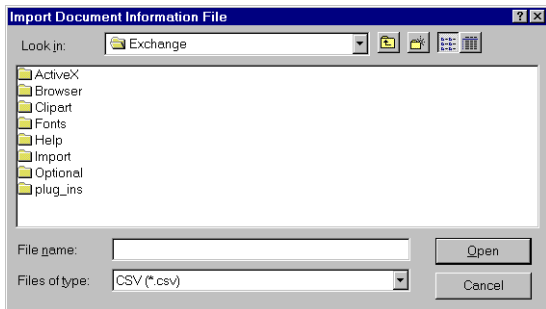 Import Document Information File
Look in: Exchange
ActiveX
Browser
Clipart
Fonts
Help
Import
Optional
plug_ins
File name: Open
Files of type: CSV (*.csv) Cancel